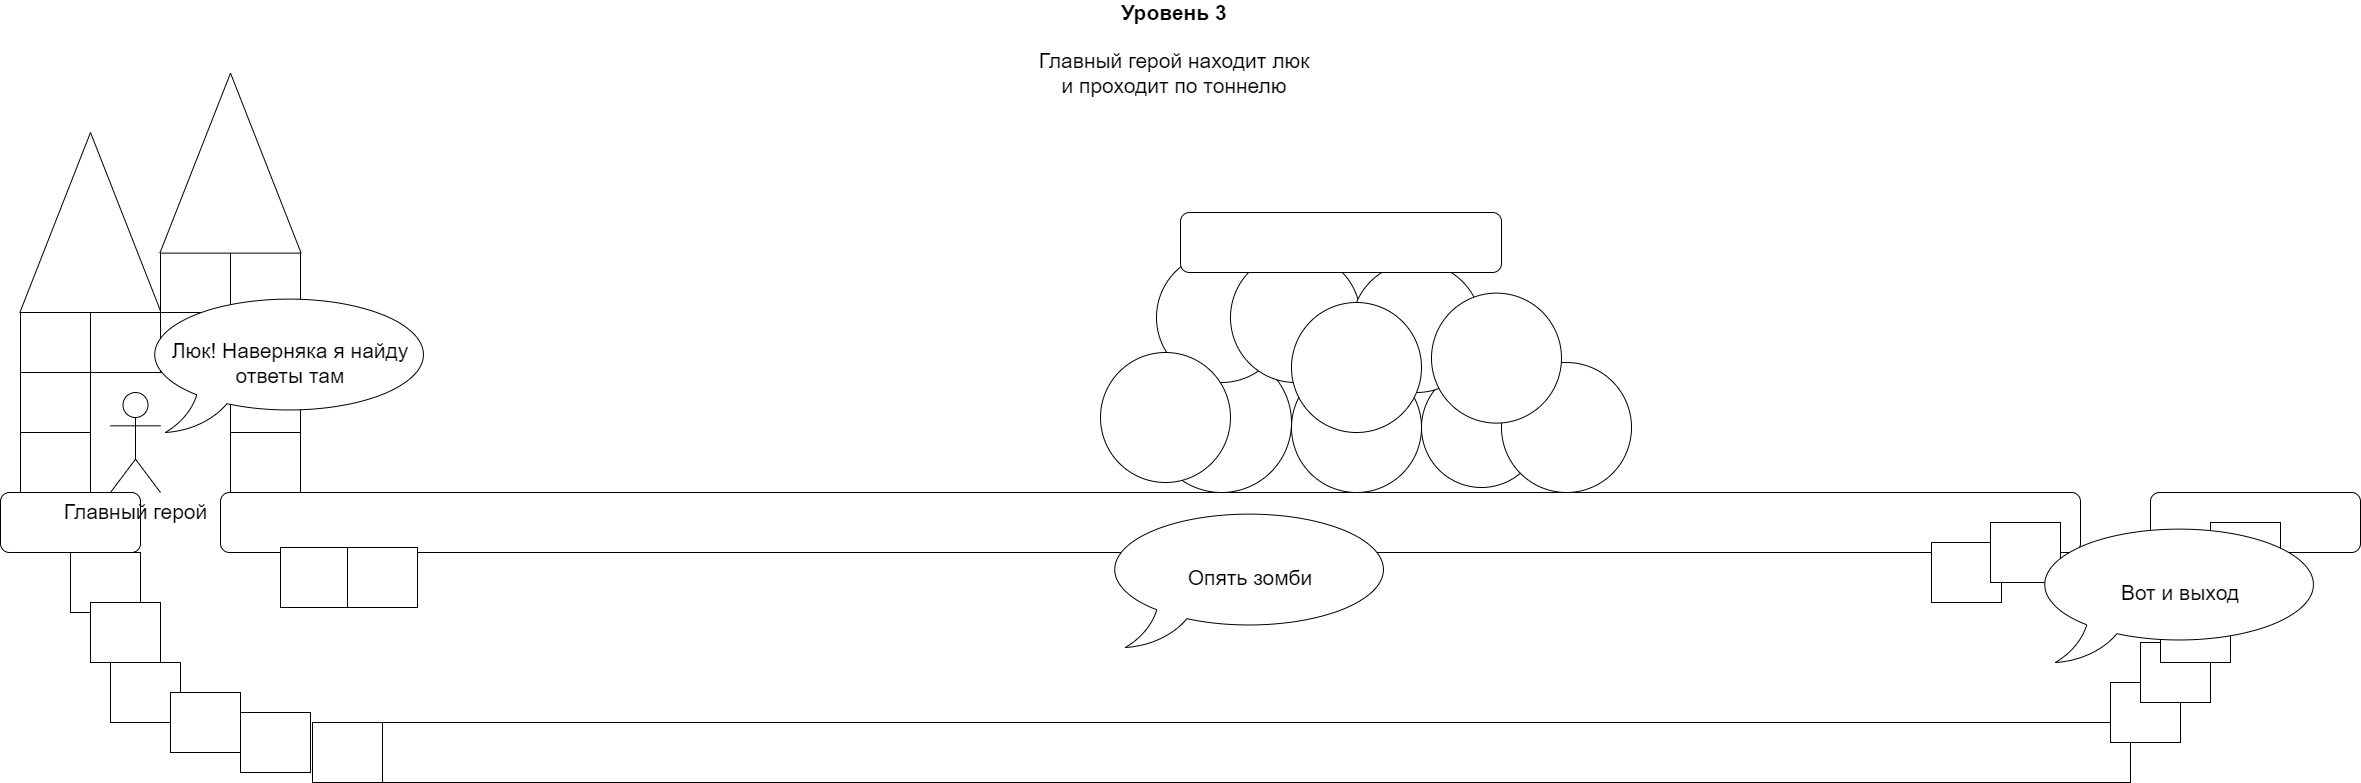 Уровень 3
Главный герой находит люк
и проходит по тоннелю
Люк! Наверняка я найду
ответы там
Главный герой
Опять зомби
Вот и выход